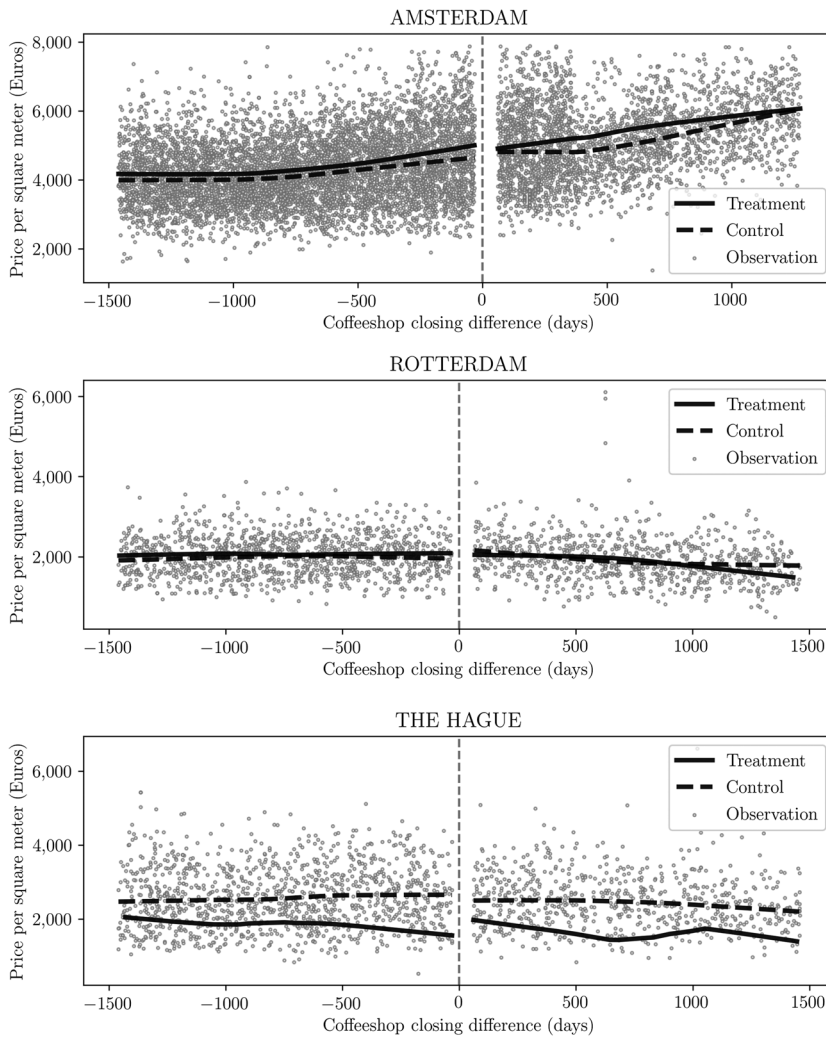 AMSTERDAM
Price per square meter (Euros)
8,000
6,000
4,000
2,000
Treatment
Control
Observation
−1500 −1000 −500 0 500 1000
Coffeeshop closing difference (days)
ROTTERDAM
Price per square meter (Euros)
6,000
4,000
2,000
Treatment
Control
Observation
−1500 −1000 −500 0 500 1000 1500
Coffeeshop closing difference (days)
THE HAGUE
Price per square meter (Euros)
6,000
4,000
2,000
Treatment
Control
Observation
−1500 −1000 −500 0 500 1000 1500
Coffeeshop closing difference (days)